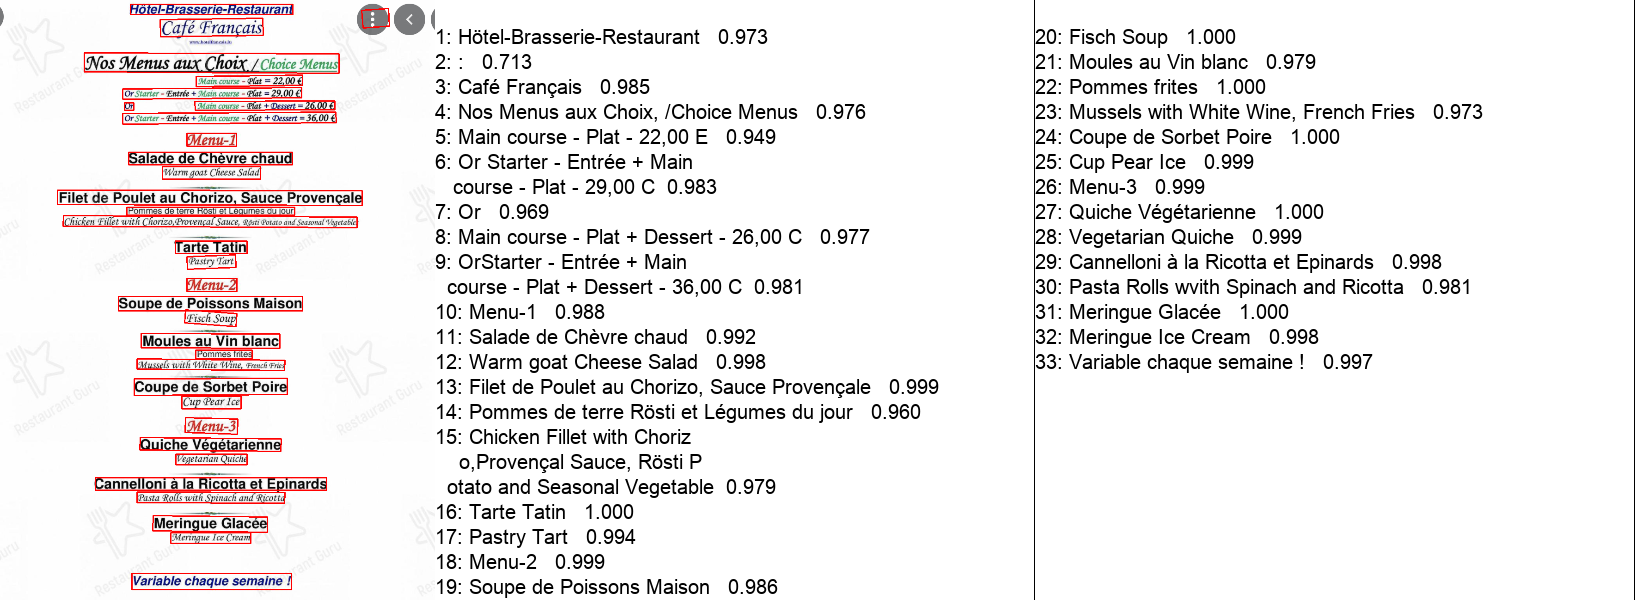 Hôtel-Brasserie-Restaurant
Café Français
Nos Menus aux Choix, / Choice Menus
Main course - Plat = 22,00 €
Or Starter - Entrée + Main course - Plat = 29,00 €
Or Main course - Plat + Dessert = 26,00 €
Or Starter - Entrée + Main course - Plat + Dessert = 36,00 €
Menu-1
Salade de Chèvre chaud
Warm goat Cheese Salad
Filet de Poulet au Chorizo, Sauce Provençale
Pommes de terre Rösti et Légumes du jour
Chicken Fillet with Chorizo,Provençal Sauce, Rösti Potato and Seasonal Vegetable
Tarte Tatin
Pastry Tart
Menu-2
Soupe de Poissons Maison
Fisch Soup
Moules au Vin blanc
Pommes frites
Mussels with White Wine, French Fries
Coupe de Sorbet Poire
Cup Pear Ice
Menu-3
Quiche Végétarienne
Vegetarian Quiche
Cannelloni à la Ricotta et Epinards
Pasta Rolls with Spinach and Ricotta
Meringue Glacée
Meringue Ice Cream
Variable chaque semaine !
Restaurant Guru
1: Hötel-Brasserie-Restaurant 0.973
2: : 0.713
3: Café Français 0.985
4: Nos Menus aux Choix, /Choice Menus 0.976
5: Main course - Plat - 22,00 E 0.949
6: Or Starter - Entrée + Main
course - Plat - 29,00 C 0.983
7: Or 0.969
8: Main course - Plat + Dessert - 26,00 C 0.977
9: OrStarter - Entrée + Main
course - Plat + Dessert - 36,00 C 0.981
10: Menu-1 0.988
11: Salade de Chèvre chaud 0.992
12: Warm goat Cheese Salad 0.998
13: Filet de Poulet au Chorizo, Sauce Provençale 0.999
14: Pommes de terre Rösti et Légumes du jour 0.960
15: Chicken Fillet with Choriz
o,Provençal Sauce, Rösti P
otato and Seasonal Vegetable 0.979
16: Tarte Tatin 1.000
17: Pastry Tart 0.994
18: Menu-2 0.999
19: Soupe de Poissons Maison 0.986
20: Fisch Soup 1.000
21: Moules au Vin blanc 0.979
22: Pommes frites 1.000
23: Mussels with White Wine, French Fries 0.973
24: Coupe de Sorbet Poire 1.000
25: Cup Pear Ice 0.999
26: Menu-3 0.999
27: Quiche Végétarienne 1.000
28: Vegetarian Quiche 0.999
29: Cannelloni à la Ricotta et Epinards 0.998
30: Pasta Rolls wvith Spinach and Ricotta 0.981
31: Meringue Glacée 1.000
32: Meringue Ice Cream 0.998
33: Variable chaque semaine ! 0.997